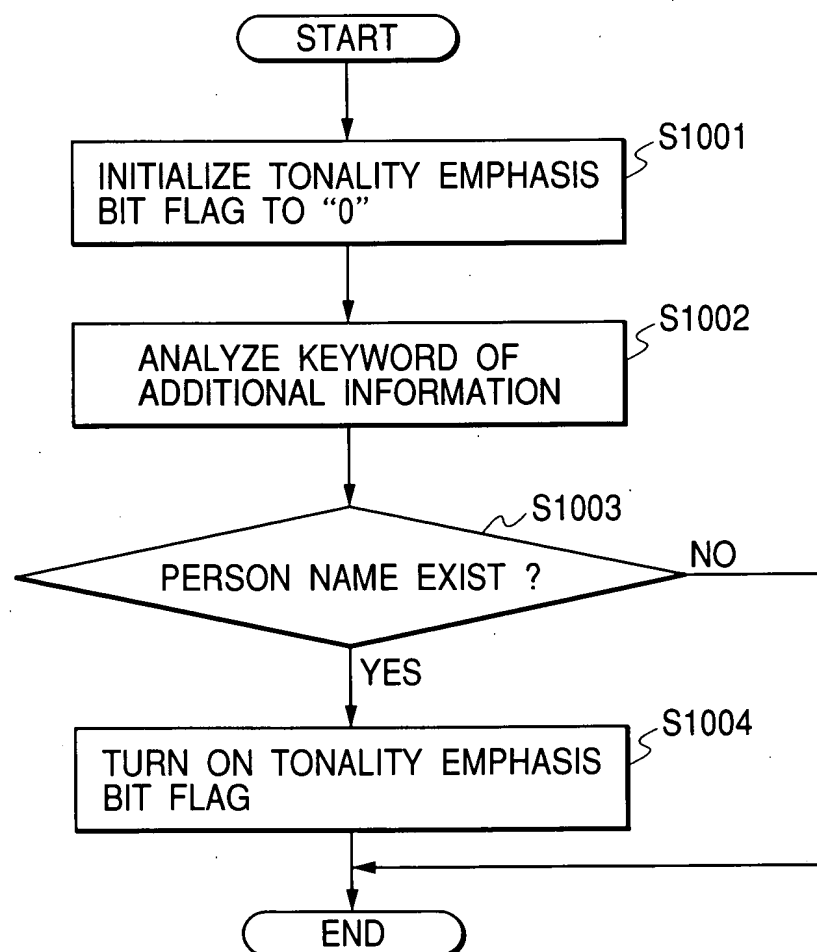 START
S1001
INITIALIZE TONALITY EMPHASIS
BIT FLAG TO “0”
S1002
ANALYZE KEYWORD OF
ADDITIONAL INFORMATION
S1003
PERSON NAME EXIST ?
NO
YES
S1004
TURN ON TONALITY EMPHASIS
BIT FLAG
END